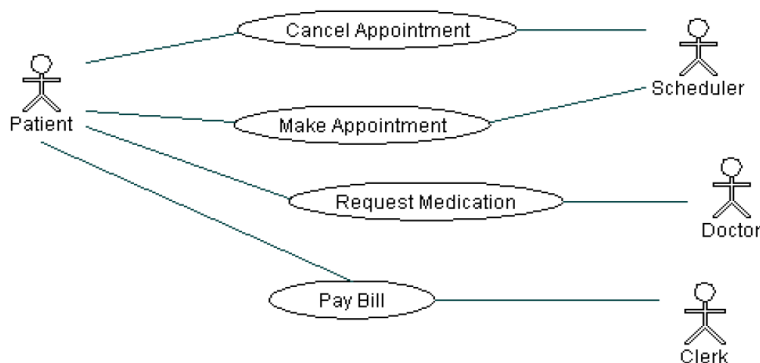 Cancel Appointment
Scheduler
Patient
Make Appointment
Request Medication
Doctor
Pay Bill
Clerk